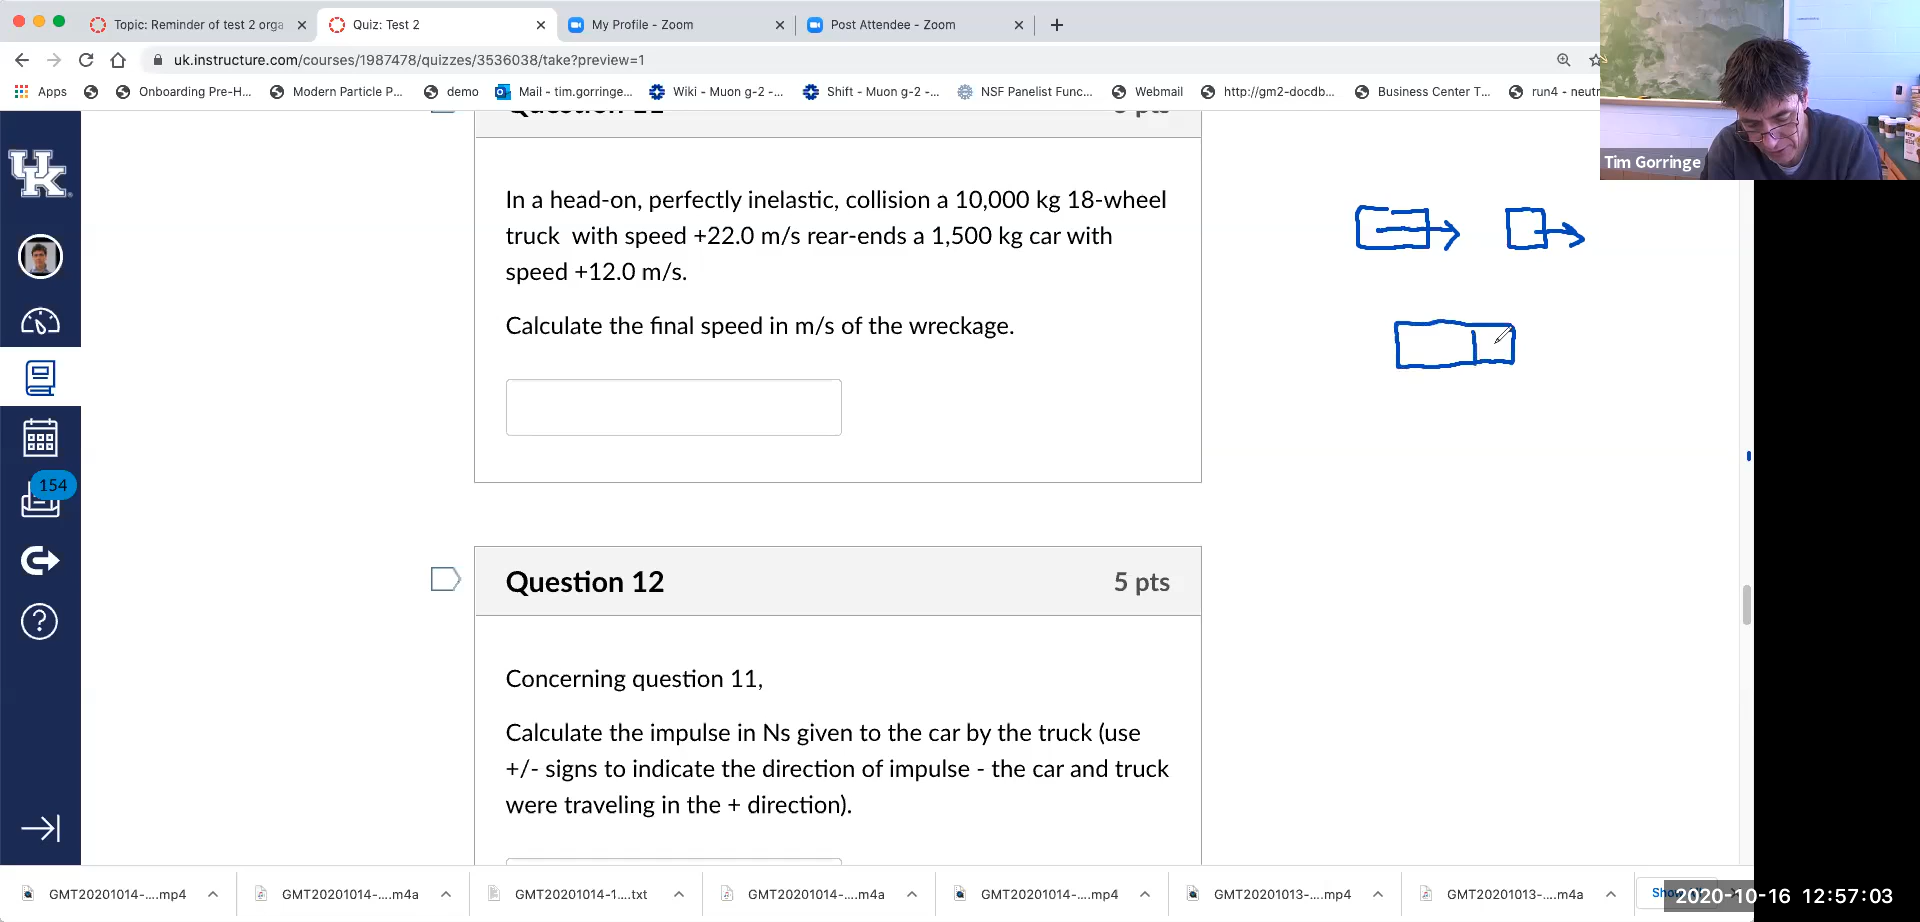 Topic: Reminder of test 2 orga
Quiz: Test 2
My Profile - Zoom
Post Attendee - Zoom
uk.instructure.com/courses/1987478/quizzes/3536038/take?preview=1
Apps
Onboarding Pre-H...
Modern Particle P...
demo
Mail - tim.gorringe...
Wiki - Muon g-2 -...
Shift - Muon g-2 -...
NSF Panelist Func...
Webmail
http://gm2-docdb...
Business Center T...
run4 - neutr
Tim Gorringe
UK
154
5 pts
In a head-on, perfectly inelastic, collision a 10,000 kg 18-wheel
truck with speed +22.0 m/s rear-ends a 1,500 kg car with
speed +12.0 m/s.
Calculate the final speed in m/s of the wreckage.
Question 12
5 pts
Concerning question 11,
Calculate the impulse in Ns given to the car by the truck (use
+/- signs to indicate the direction of impulse - the car and truck
were traveling in the + direction).
GMT20201014-....mp4
GMT20201014-....m4a
GMT20201014-1....txt
GMT20201014-....m4a
GMT20201014-....mp4
GMT20201013-....mp4
GMT20201013-....m4a
2020-10-16 12:57:03